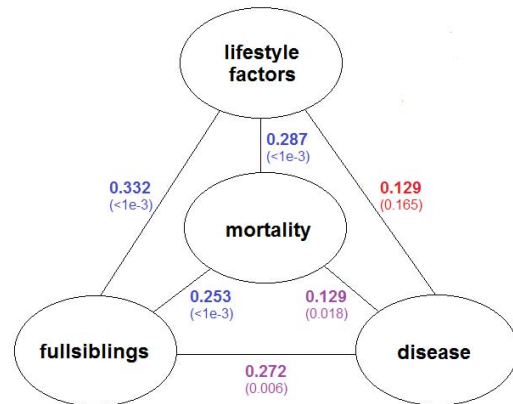 lifestyle
factors
0.287
(<1e-3)
0.332
(<1e-3)
0.129
(0.165)
mortality
0.253
(<1e-3)
0.129
(0.018)
fullsiblings
disease
0.272
(0.006)